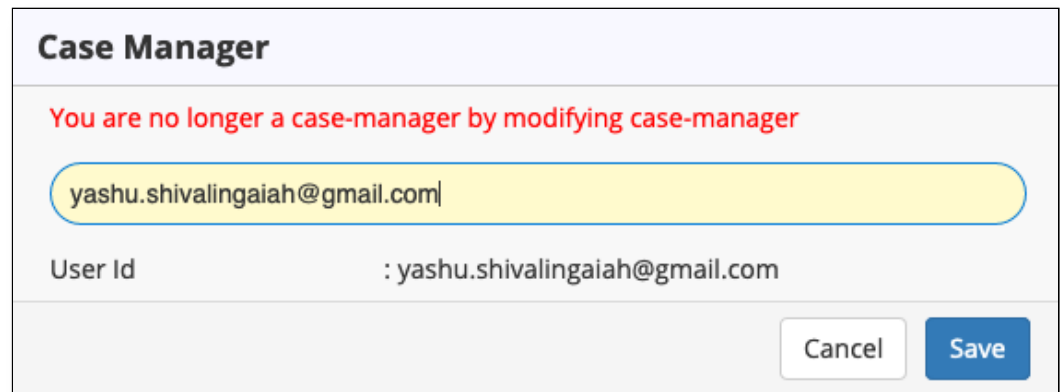 Case Manager
You are no longer a case-manager by modifying case-manager
yashu.shivalingaiah@gmail.com
User Id : yashu.shivalingaiah@gmail.com
Cancel Save